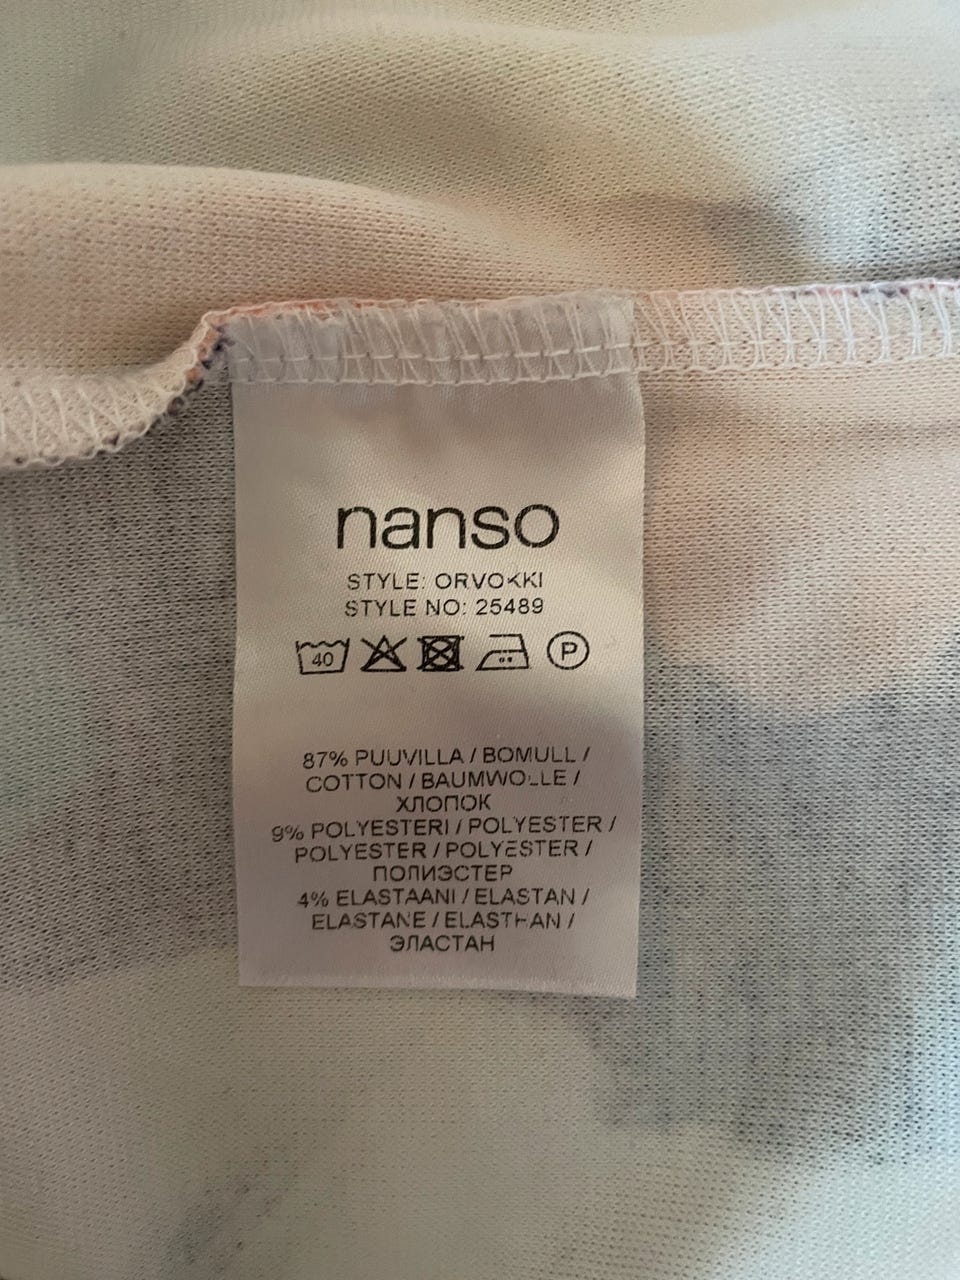 nanso
STYLE: ORVOKKI
STYLE NO: 25489
40 P
87% PUUVILLA / BOMULL /
COTTON / BAUMWOLLE /
ХЛОПОК
9% POLYESTERI / POLYESTER /
POLYESTER / POLYESTER /
ПОЛИЭСТЕР
4% ELASTAANI / ELASTAN /
ELASTANE / ELASTHAN /
ЭЛАСТАН